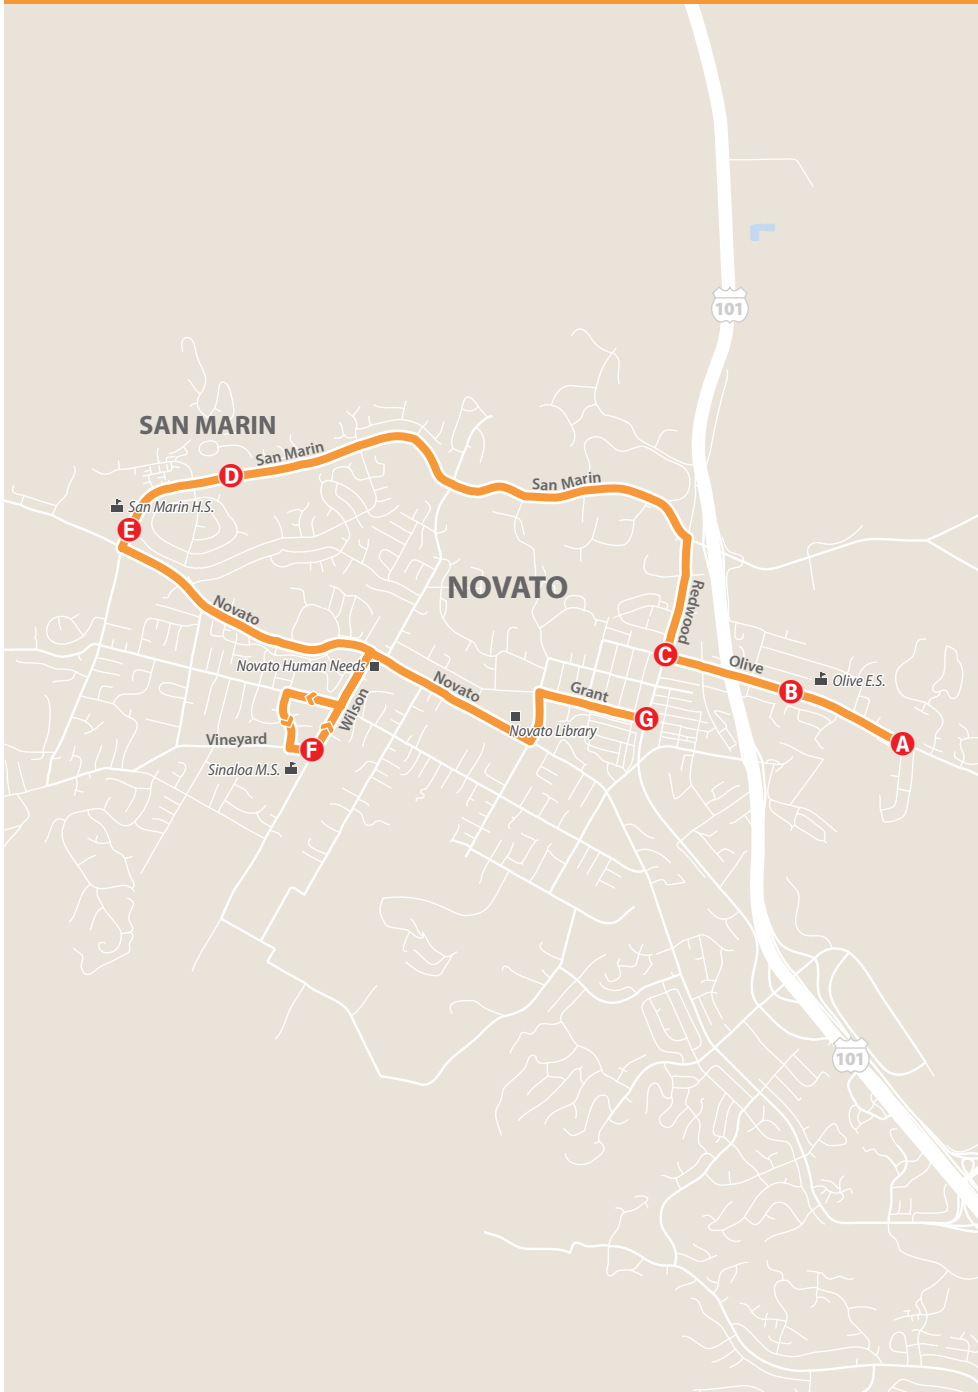 101
SAN MARIN
San Marin
D
San Marin
San Marin H.S.
E
NOVATO
Redwood
Novato
C
Olive
Novato Human Needs
Olive E.S.
B
Novato
Grant
Wilson
G
Novato Library
Vineyard
F
A
Sinaloa M.S.
101